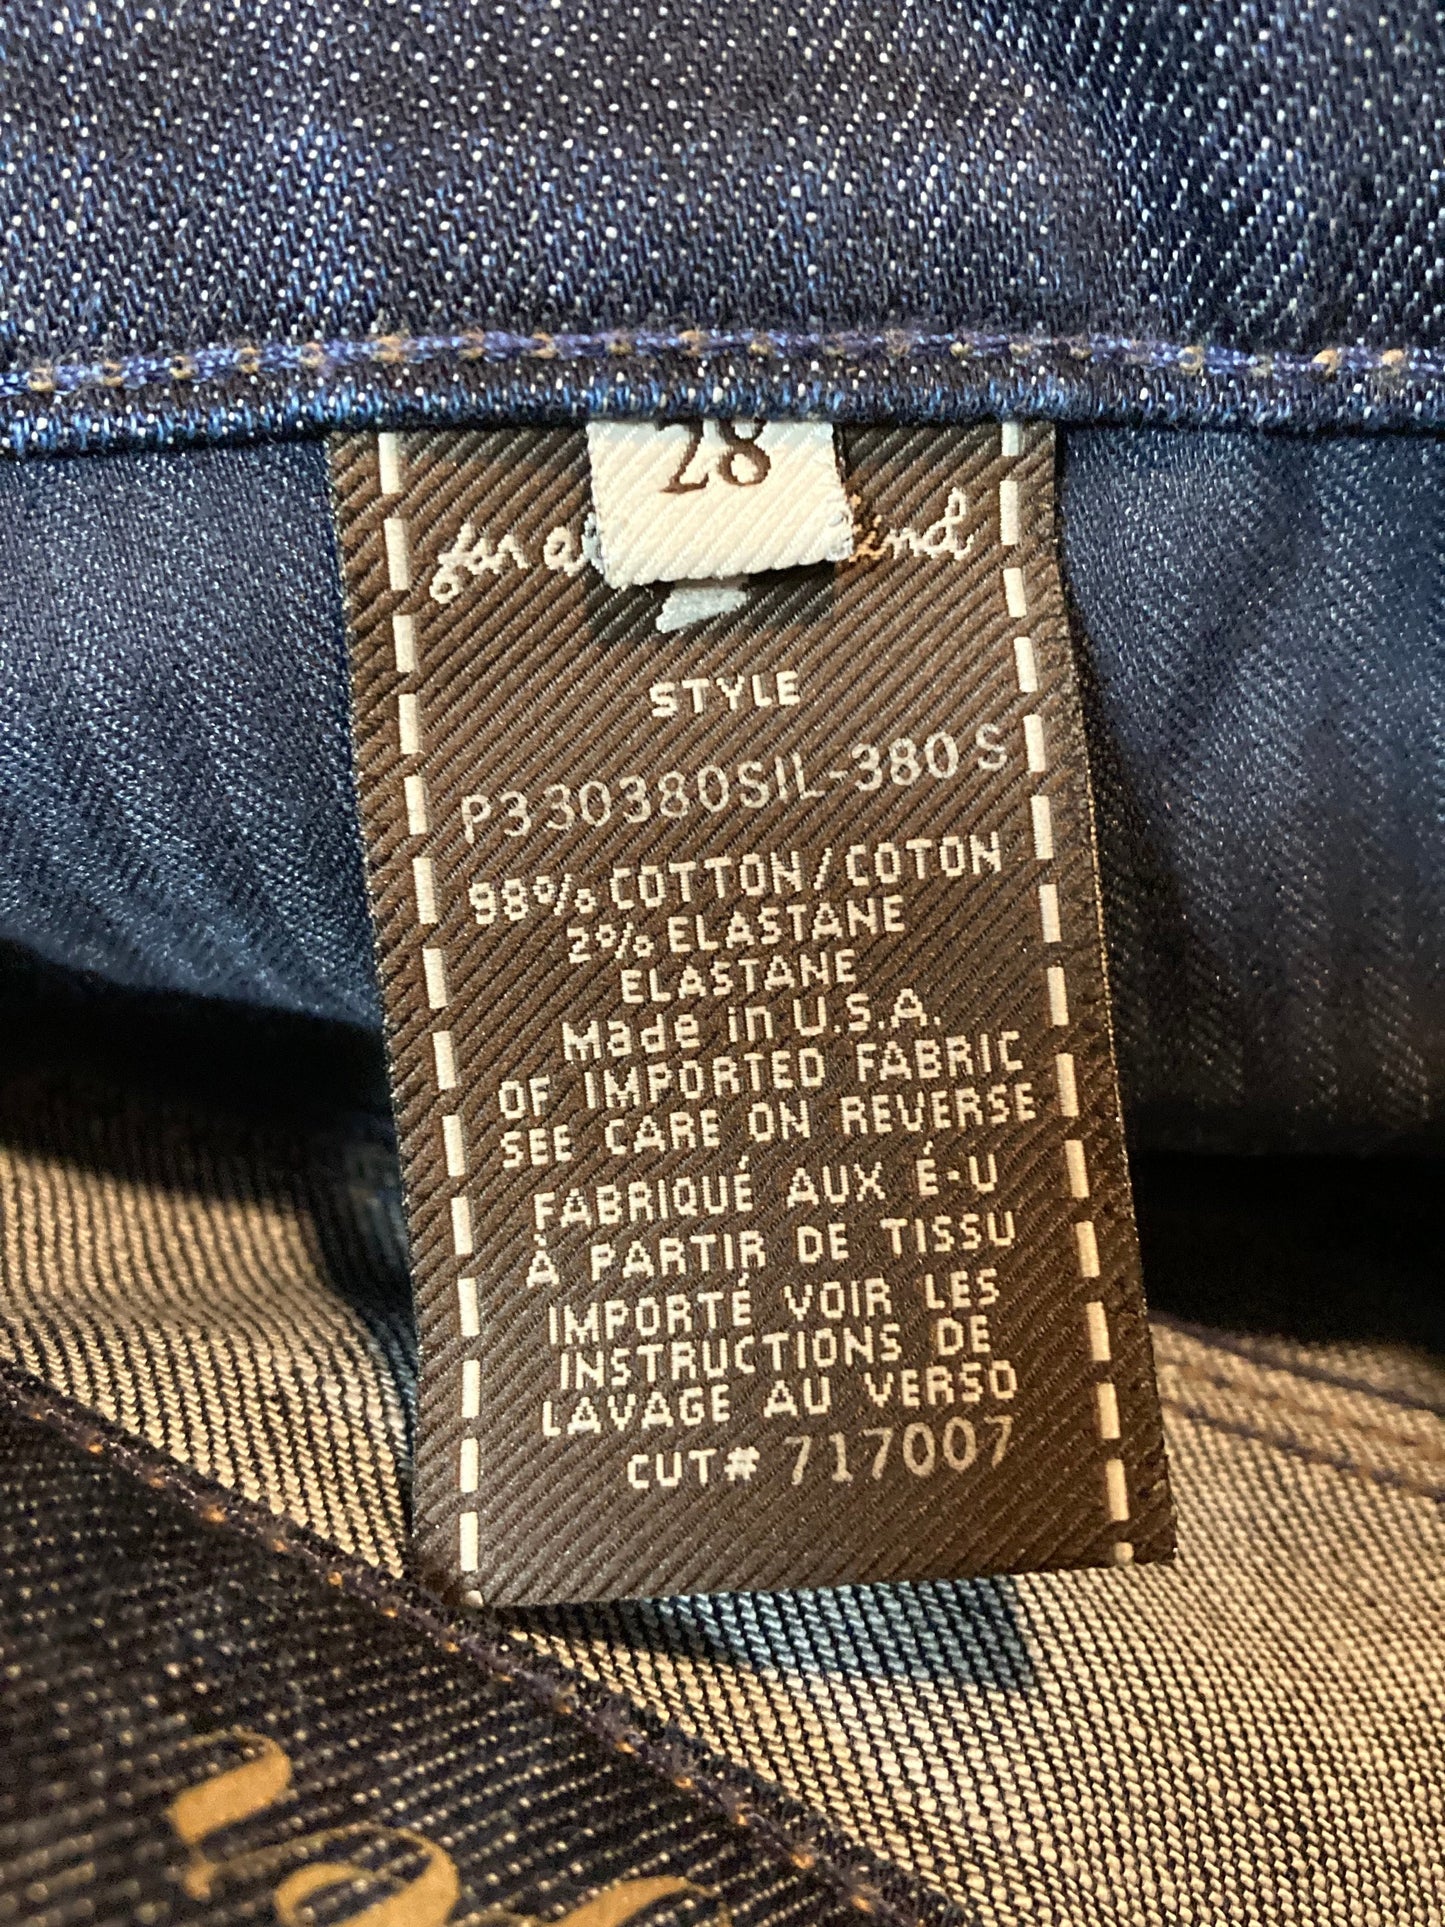 28
for a
STYLE
P330380SIL-380S
98% COTTON/COTON
2% ELASTANE
ELASTANE
Made in U.S.A.
OF IMPORTED FABRIC
SEE CARE ON REVERSE
FABRIQUÉ AUX É-U
À PARTIR DE TISSU
IMPORTÉ VOIR LES
INSTRUCTIONS DE
LAVAGE AU VERSO
CUT# 717007